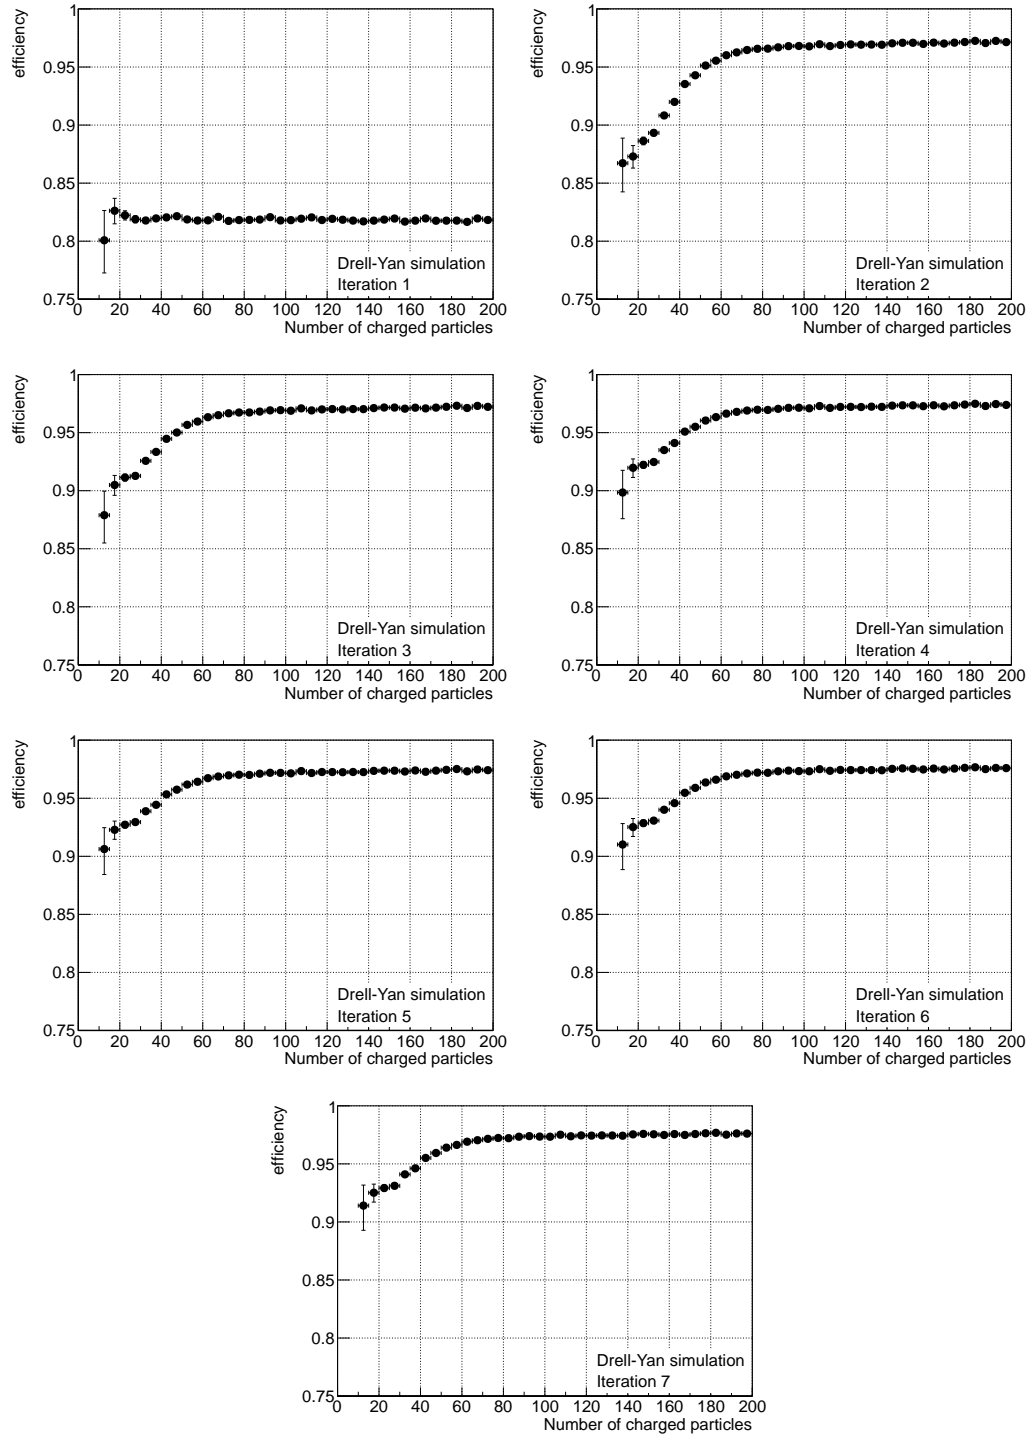 efficiency
1
0.95
0.9
0.85
0.8
0.75
Drell-Yan simulation
Iteration 1
0 20 40 60 80 100 120 140 160 180 200
Number of charged particles
efficiency
1
0.95
0.9
0.85
0.8
0.75
Drell-Yan simulation
Iteration 2
0 20 40 60 80 100 120 140 160 180 200
Number of charged particles
efficiency
1
0.95
0.9
0.85
0.8
0.75
Drell-Yan simulation
Iteration 3
0 20 40 60 80 100 120 140 160 180 200
Number of charged particles
efficiency
1
0.95
0.9
0.85
0.8
0.75
Drell-Yan simulation
Iteration 4
0 20 40 60 80 100 120 140 160 180 200
Number of charged particles
efficiency
1
0.95
0.9
0.85
0.8
0.75
Drell-Yan simulation
Iteration 5
0 20 40 60 80 100 120 140 160 180 200
Number of charged particles
efficiency
1
0.95
0.9
0.85
0.8
0.75
Drell-Yan simulation
Iteration 6
0 20 40 60 80 100 120 140 160 180 200
Number of charged particles
efficiency
1
0.95
0.9
0.85
0.8
0.75
Drell-Yan simulation
Iteration 7
0 20 40 60 80 100 120 140 160 180 200
Number of charged particles